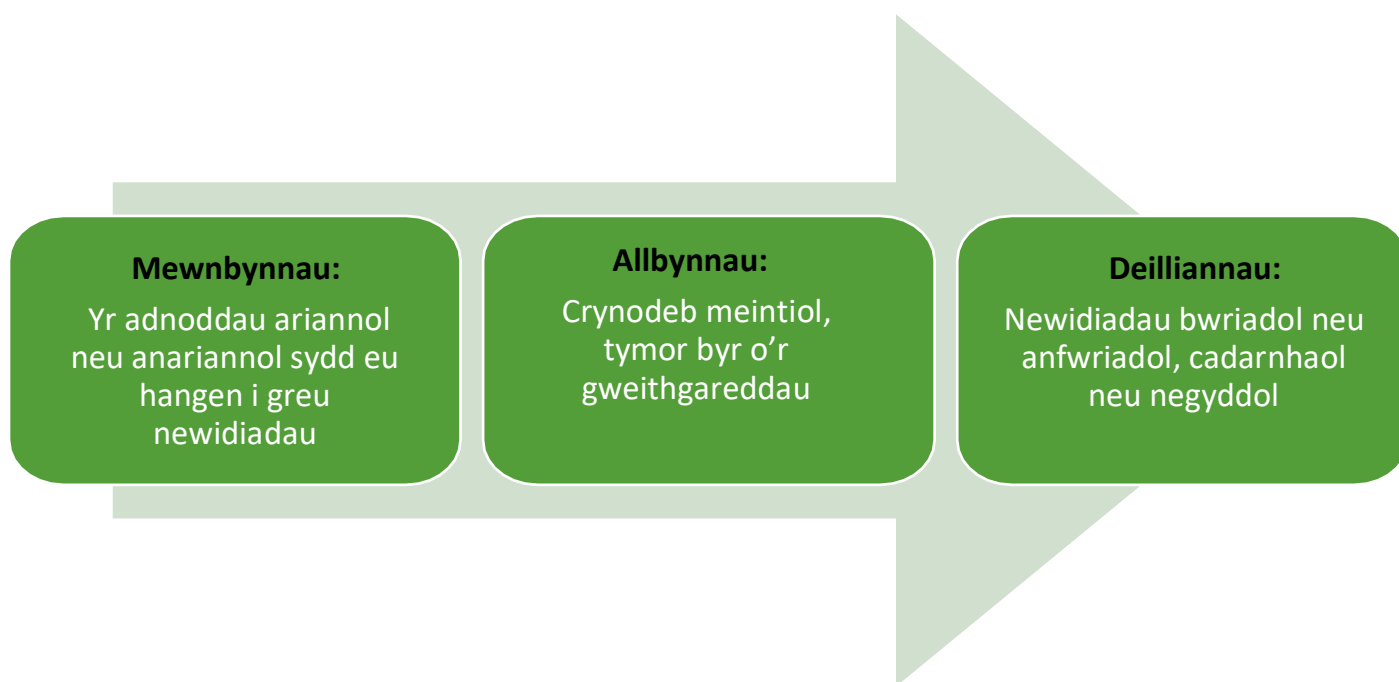 Mewnbynnau:
Yr adnoddau ariannol
neu anariannol sydd eu
hangen i greu
newidiadau
Allbynnau:
Crynodeb meintiol,
tymor byr o’r
gweithgareddau
Deilliannau:
Newidiadau bwriadol neu
anfwriadol, cadarnhaol
neu negyddol